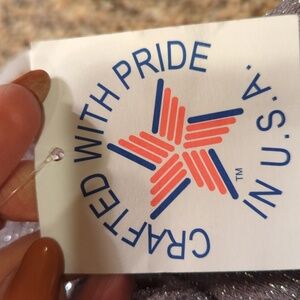 CRAFTED WITH PRIDE IN U.S.A.
TM